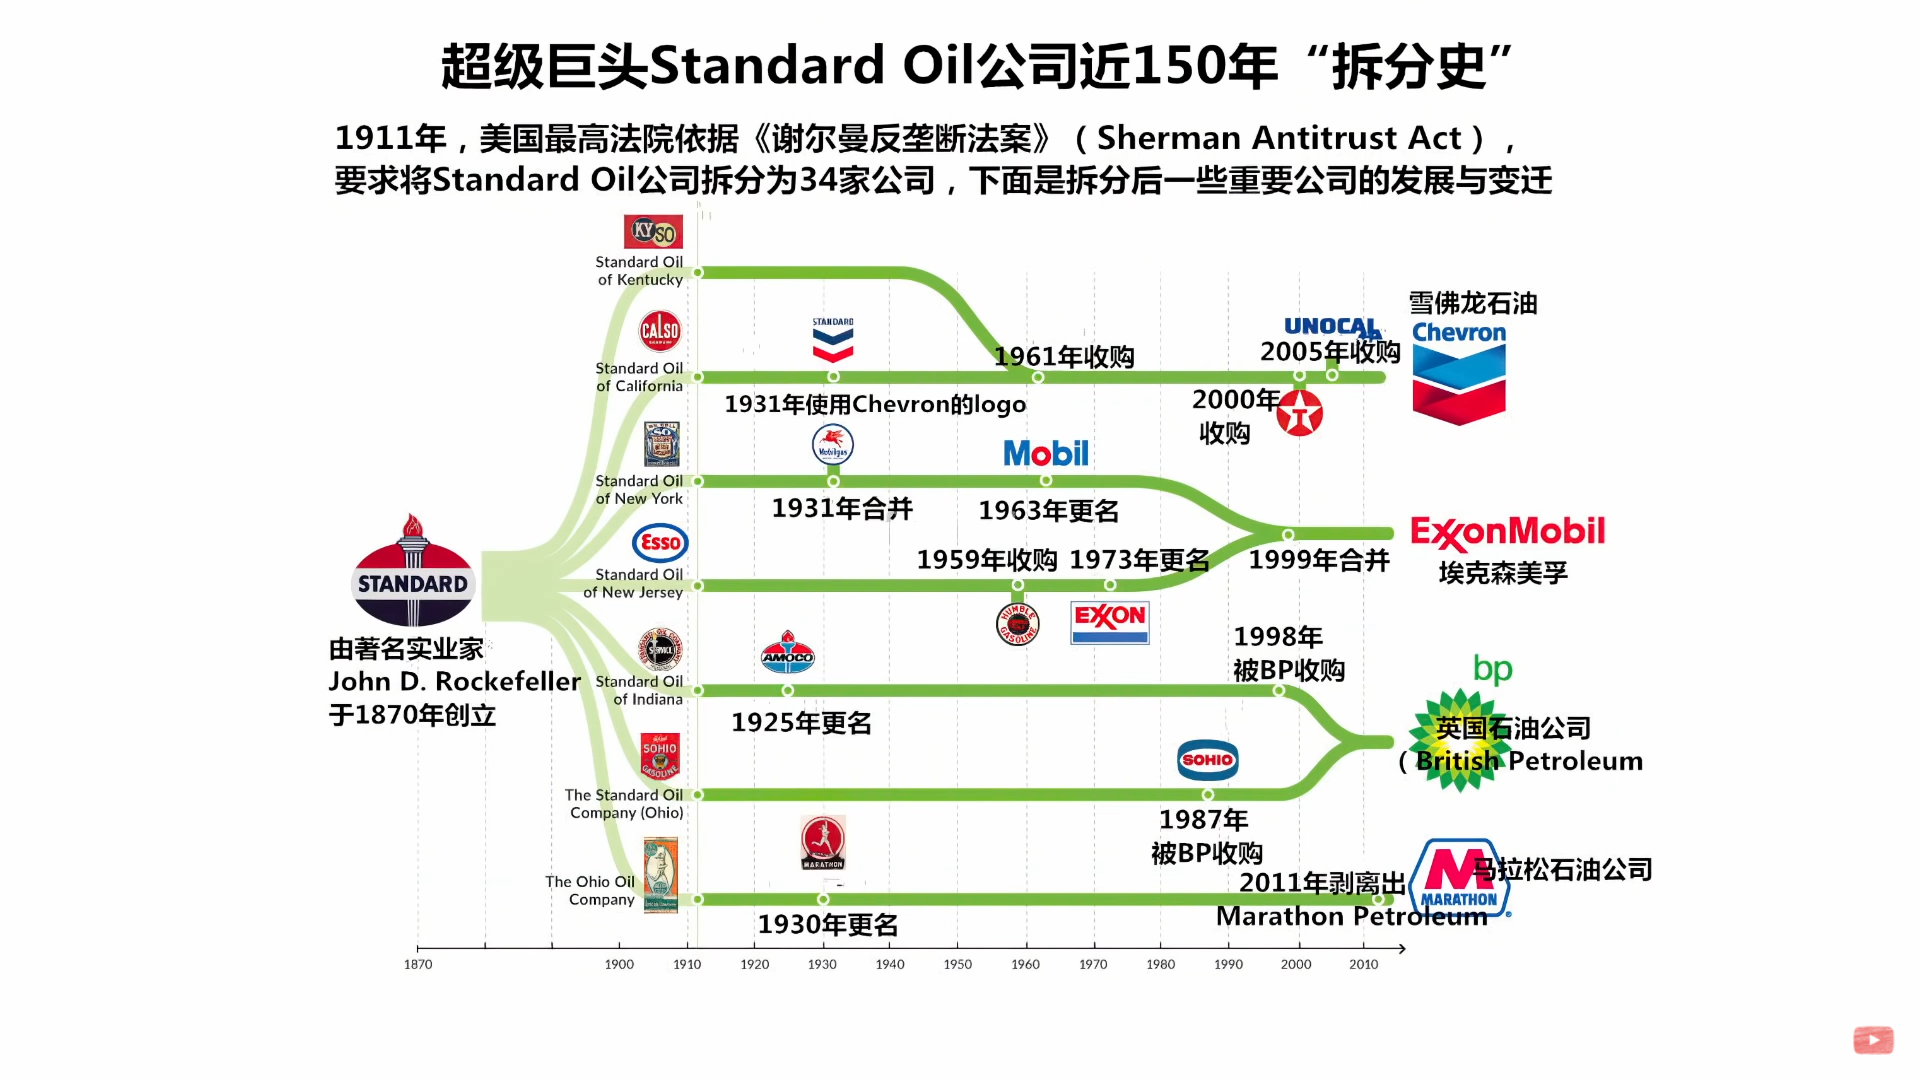 超级巨头Standard Oil公司近150年“拆分史”
1911年，美国最高法院依据《谢尔曼反垄断法案》（Sherman Antitrust Act），
要求将Standard Oil公司拆分为34家公司，下面是拆分后一些重要公司的发展与变迁
KY SO
Standard Oil
of Kentucky
CALSO
Standard Oil
of California
STANDARD
1931年使用Chevron的logo
1961年收购
UNOCAL
2005年收购
2000年
收购
T
雪佛龙石油
Chevron
SO
Standard Oil
of New York
Mobilgas
1931年合并
Mobil
1963年更名
Esso
Standard Oil
of New Jersey
1959年收购
HUMBLE
GASOLINE
1973年更名
EXXON
1999年合并
ExxonMobil
埃克森美孚
STANDARD
由著名实业家
John D. Rockefeller
于1870年创立
SERVICE
Standard Oil
of Indiana
AMOCO
1925年更名
1998年
被BP收购
bp
英国石油公司
（British Petroleum
SOHIO
GASOLINE
The Standard Oil
Company (Ohio)
SOHIO
1987年
被BP收购
The Ohio Oil
Company
MARATHON
1930年更名
2011年剥离出
Marathon Petroleum
M
MARATHON
马拉松石油公司
1870 1900 1910 1920 1930 1940 1950 1960 1970 1980 1990 2000 2010